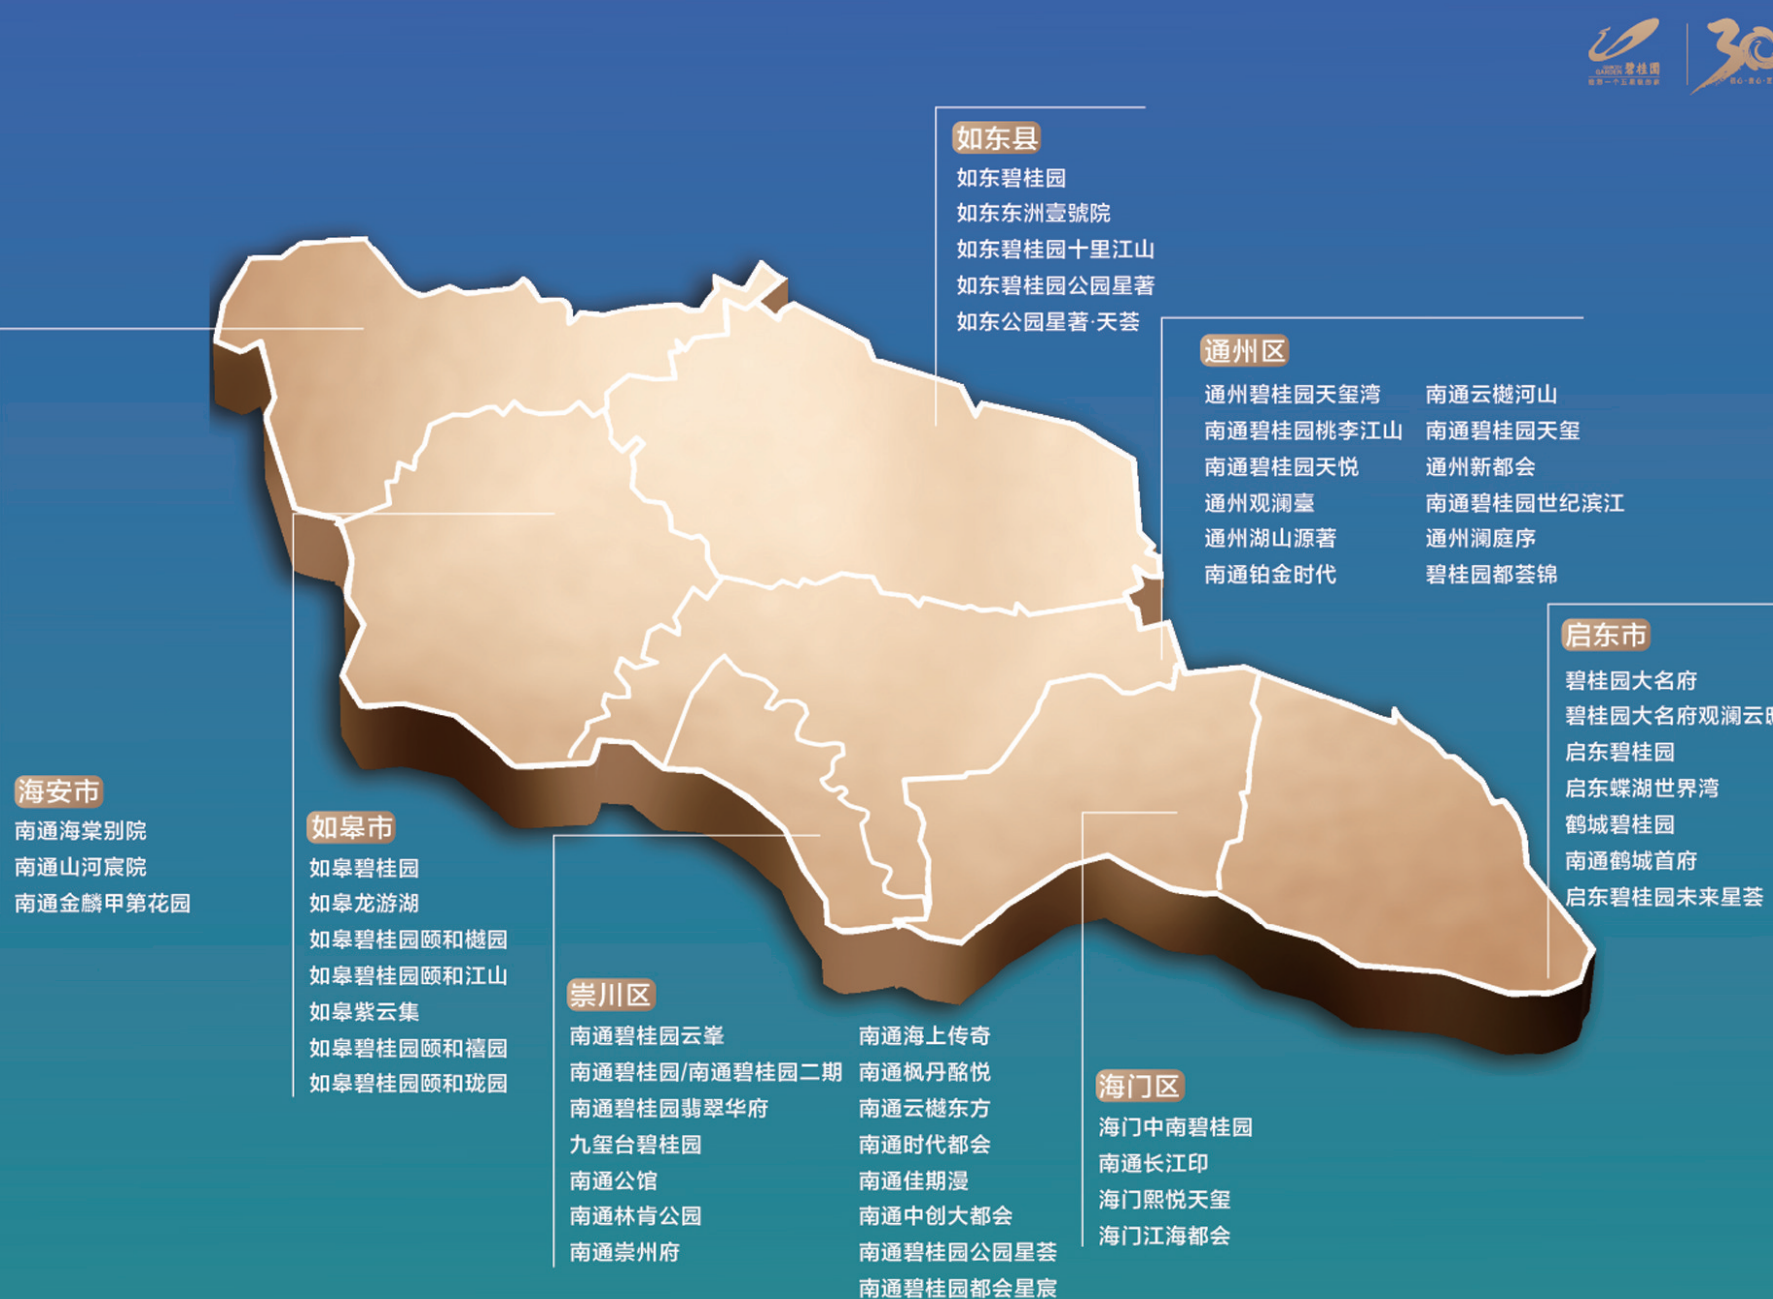 碧桂园
30
如东县
如东碧桂园
如东东洲壹號院
如东碧桂园十里江山
如东碧桂园公园星著
如东公园星著·天荟
通州区
通州碧桂园天玺湾
南通碧桂园桃李江山
南通碧桂园天悦
通州观澜臺
通州湖山源著
南通铂金时代
南通云樾河山
南通碧桂园天玺
通州新都会
南通碧桂园世纪滨江
通州澜庭序
碧桂园都荟锦
启东市
碧桂园大名府
碧桂园大名府观澜云
启东碧桂园
启东蝶湖世界湾
鹤城碧桂园
南通鹤城首府
启东碧桂园未来星荟
海安市
南通海棠别院
南通山河宸院
南通金麟甲第花园
如皋市
如皋碧桂园
如皋龙游湖
如皋碧桂园颐和樾园
如皋碧桂园颐和江山
如皋紫云集
如皋碧桂园颐和禧园
如皋碧桂园颐和珑园
崇川区
南通碧桂园云峯
南通碧桂园/南通碧桂园二期
南通碧桂园翡翠华府
九玺台碧桂园
南通公馆
南通林肯公园
南通崇州府
南通海上传奇
南通枫丹酩悦
南通云樾东方
南通时代都会
南通佳期漫
南通中创大都会
南通碧桂园公园星荟
南通碧桂园都会星宸
海门区
海门中南碧桂园
南通长江印
海门熙悦天玺
海门江海都会